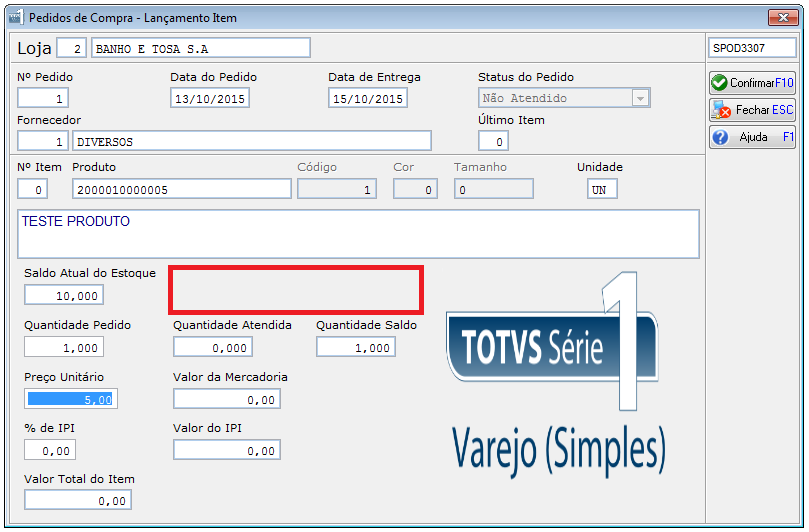 Pedidos de Compra - Lançamento Item
Loja 2 BANHO E TOSA S.A SPOD3307
Nº Pedido Data do Pedido Data de Entrega Status do Pedido
1 13/10/2015 15/10/2015 Não Atendido
Confirmar F10
Fechar ESC
Ajuda F1
Fornecedor Último Item
1 DIVERSOS 0
Nº Item Produto Código Cor Tamanho Unidade
0 2000010000005 1 0 0 UN
TESTE PRODUTO
Saldo Atual do Estoque
10,000
Quantidade Pedido Quantidade Atendida Quantidade Saldo
1,000 0,000 1,000
Preço Unitário Valor da Mercadoria
5,00 0,00
% de IPI Valor do IPI
0,00 0,00
Valor Total do Item
0,00
TOTVS Série 1
Varejo (Simples)